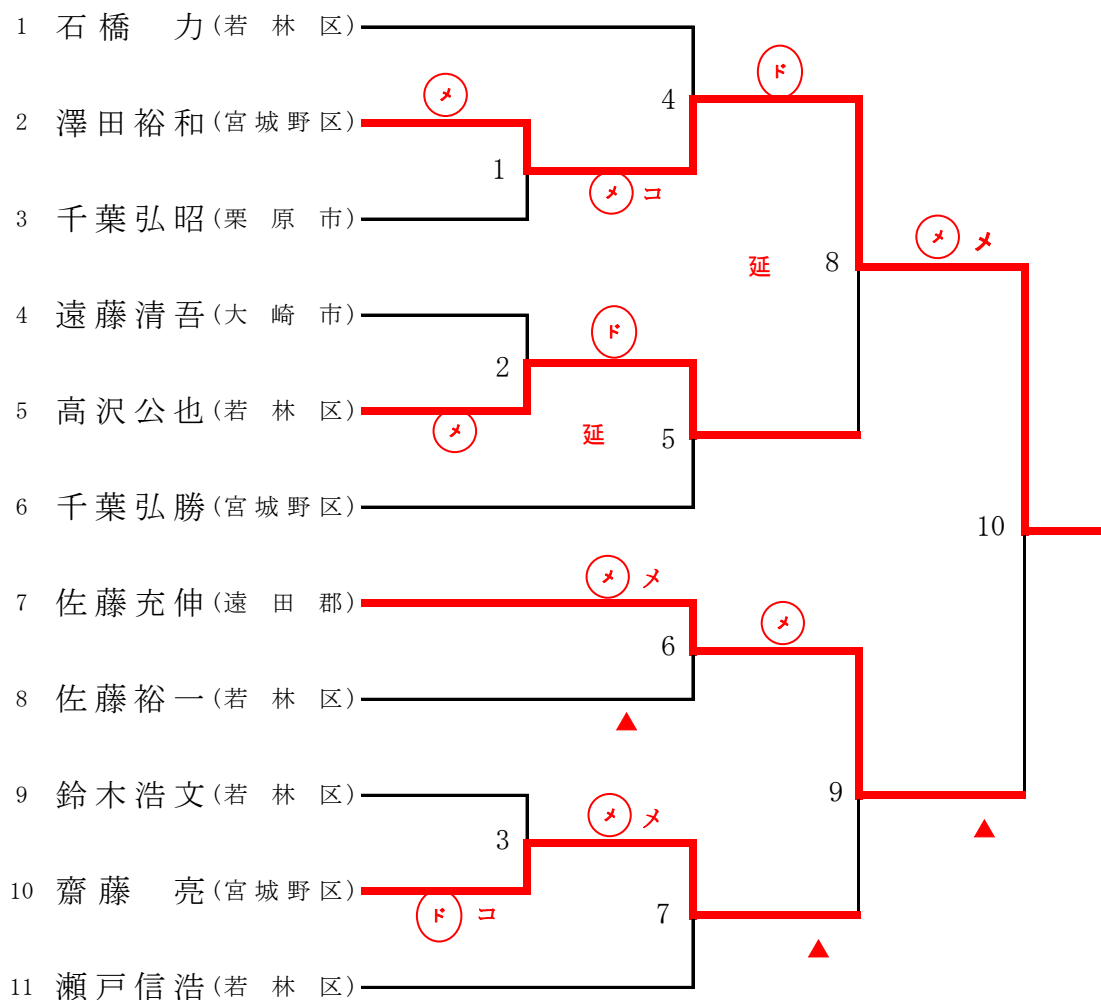 1 石橋 力(若林区)
ド
4
メ
2 澤田裕和(宮城野区)
1
メ コ
3 千葉弘昭(栗原市)
メ メ
延 8
4 遠藤清吾(大崎市)
ド
2
5 高沢公也(若林区)
メ
延 5
6 千葉弘勝(宮城野区)
10
メ メ
7 佐藤充伸(遠田郡)
メ
6
8 佐藤裕一(若林区)
▲
9 鈴木浩文(若林区)
9
メ メ
▲
3
10 齋藤 亮(宮城野区)
ド コ
7
▲
11 瀬戸信浩(若林区)